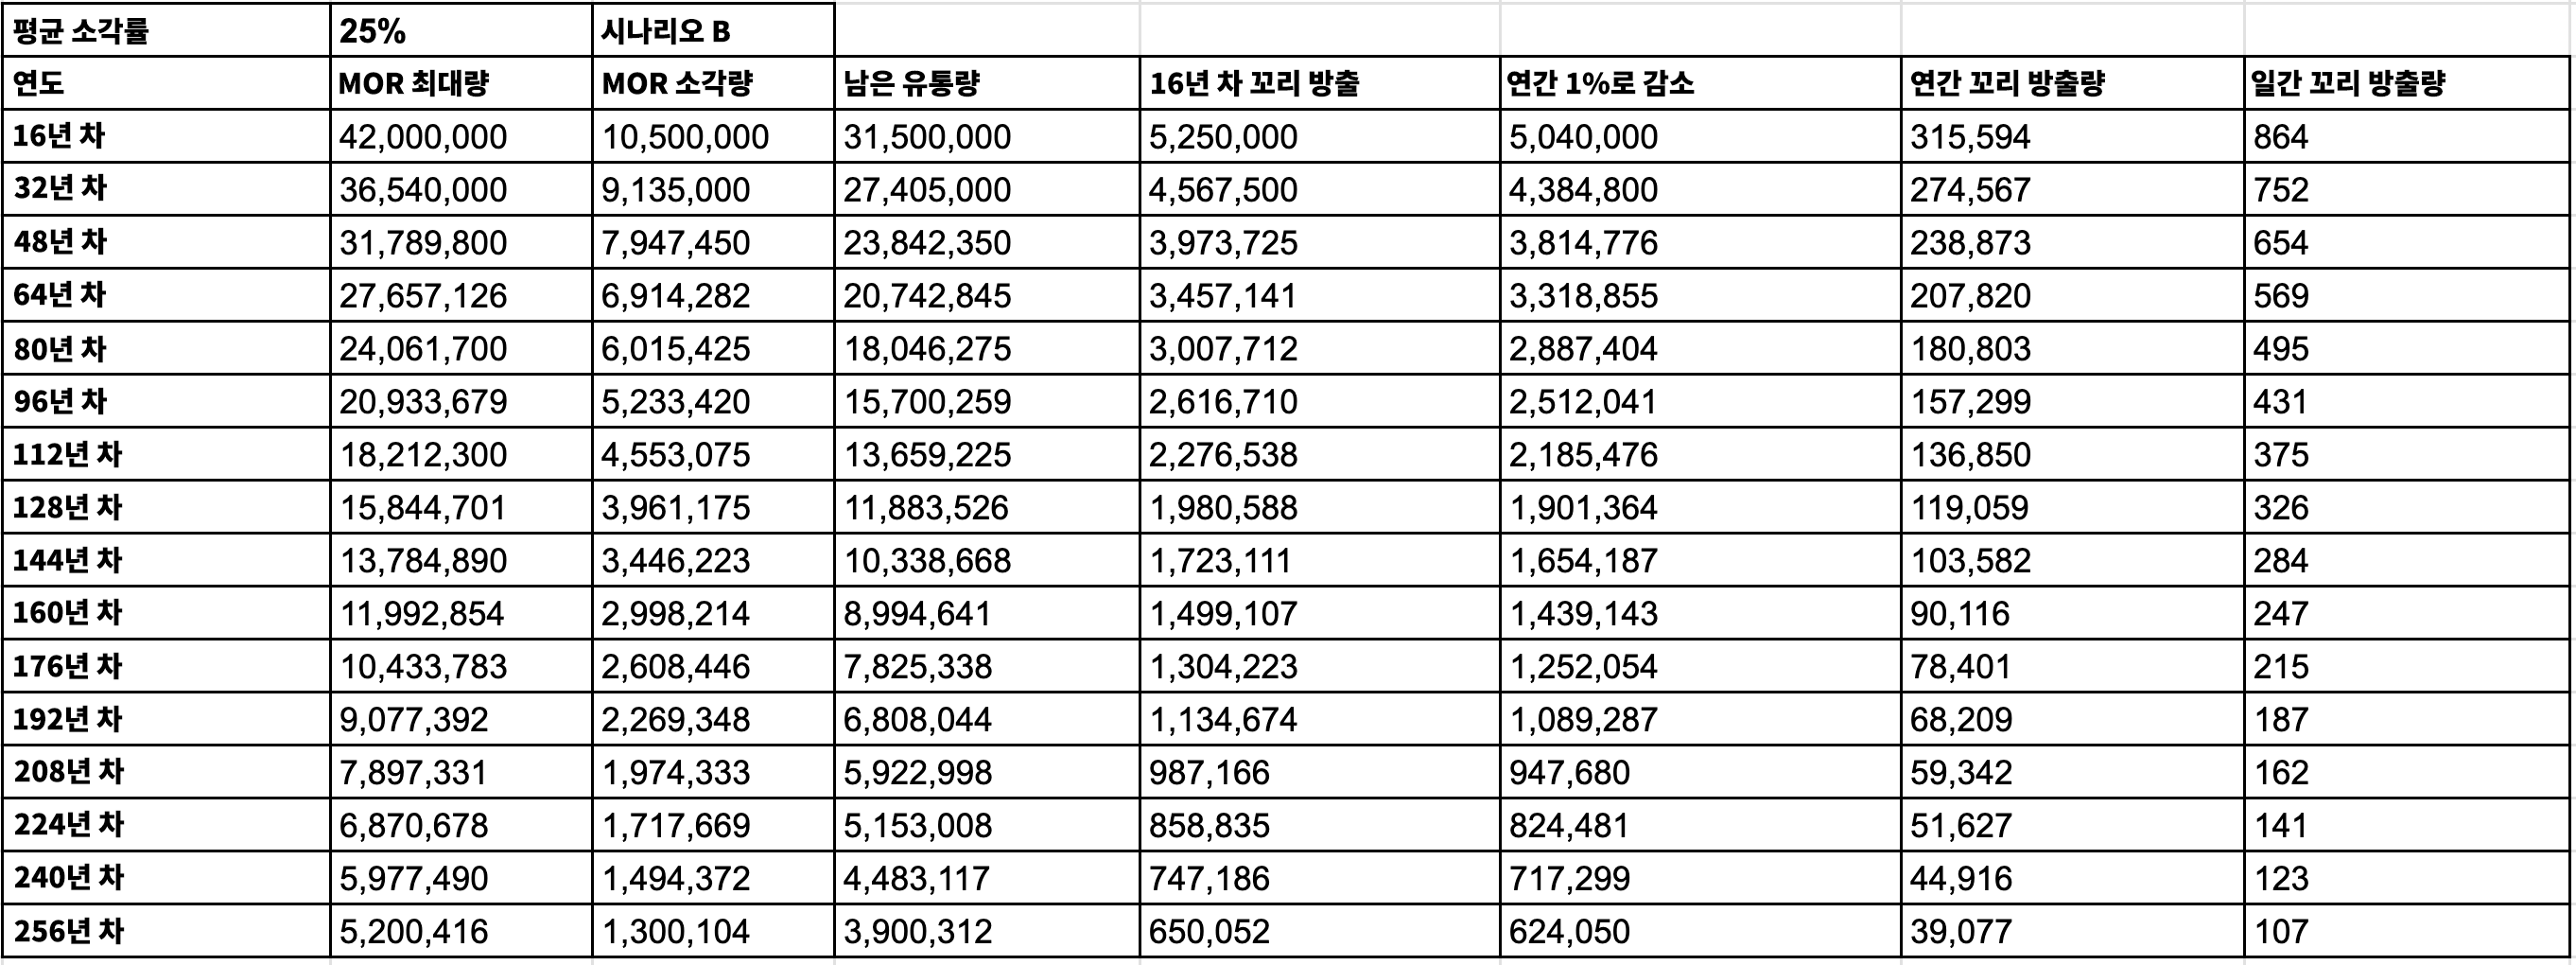 평균 소각률 25% 시나리오 B
연도 MOR 최대량 MOR 소각량 남은 유통량 16년 차 꼬리 방출 연간 1%로 감소 연간 꼬리 방출량 일간 꼬리 방출량
16년 차 42,000,000 10,500,000 31,500,000 5,250,000 5,040,000 315,594 864
32년 차 36,540,000 9,135,000 27,405,000 4,567,500 4,384,800 274,567 752
48년 차 31,789,800 7,947,450 23,842,350 3,973,725 3,814,776 238,873 654
64년 차 27,657,126 6,914,282 20,742,845 3,457,141 3,318,855 207,820 569
80년 차 24,061,700 6,015,425 18,046,275 3,007,712 2,887,404 180,803 495
96년 차 20,933,679 5,233,420 15,700,259 2,616,710 2,512,041 157,299 431
112년 차 18,212,300 4,553,075 13,659,225 2,276,538 2,185,476 136,850 375
128년 차 15,844,701 3,961,175 11,883,526 1,980,588 1,901,364 119,059 326
144년 차 13,784,890 3,446,223 10,338,668 1,723,111 1,654,187 103,582 284
160년 차 11,992,854 2,998,214 8,994,641 1,499,107 1,439,143 90,116 247
176년 차 10,433,783 2,608,446 7,825,338 1,304,223 1,252,054 78,401 215
192년 차 9,077,392 2,269,348 6,808,044 1,134,674 1,089,287 68,209 187
208년 차 7,897,331 1,974,333 5,922,998 987,166 947,680 59,342 162
224년 차 6,870,678 1,717,669 5,153,008 858,835 824,481 51,627 141
240년 차 5,977,490 1,494,372 4,483,117 747,186 717,299 44,916 123
256년 차 5,200,416 1,300,104 3,900,312 650,052 624,050 39,077 107